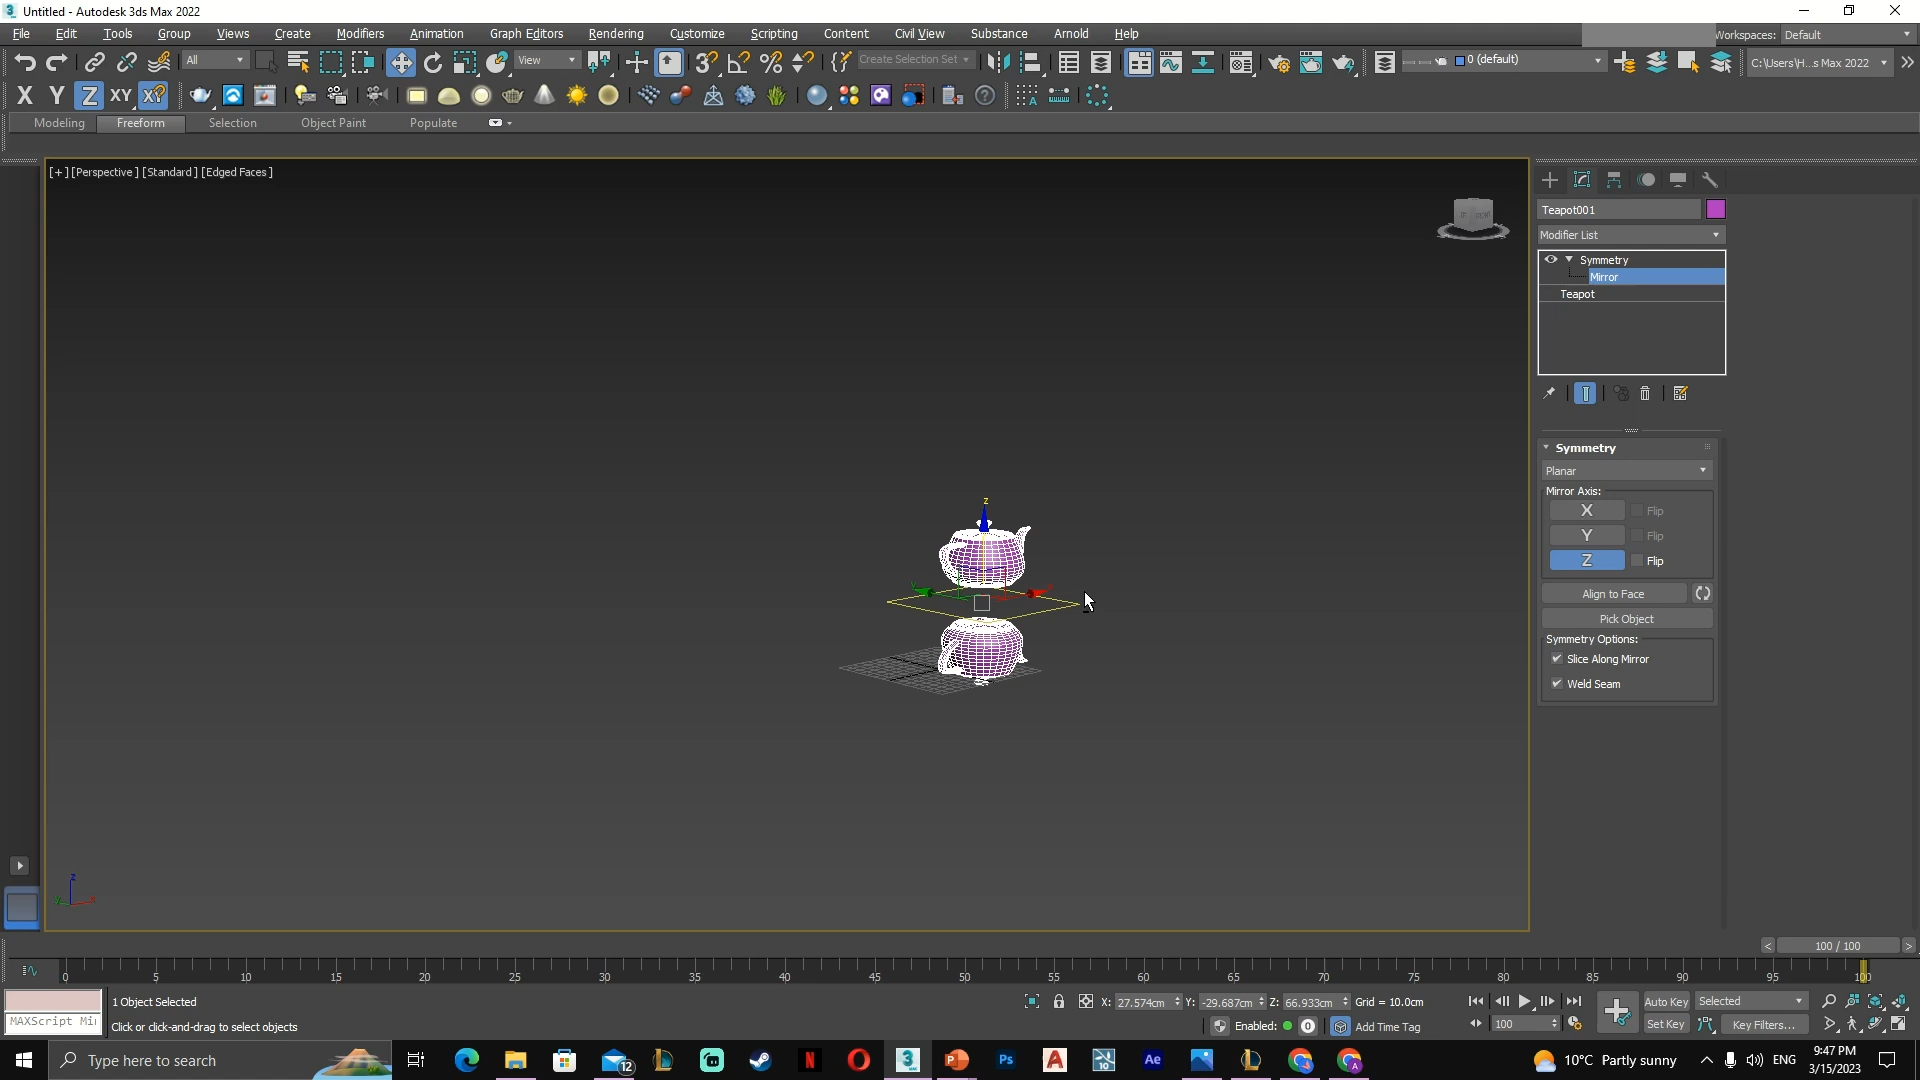 Untitled - Autodesk 3ds Max 2022
File Edit Tools Group Views Create Modifiers Animation Graph Editors Rendering Customize Scripting Content Civil View Substance Arnold Help Workspaces: Default
All View Create Selection Set 0 (default) C:\Users\H...s Max 2022
X Y Z XY
Modeling Freeform Selection Object Paint Populate
[+] [Perspective] [Standard] [Edged Faces]
Teapot001
Modifier List
Symmetry
Mirror
Teapot
Symmetry
Planar
Mirror Axis:
X Flip
Y Flip
Z Flip
Align to Face
Pick Object
Symmetry Options:
Slice Along Mirror
Weld Seam
z
z
100 / 100
0 5 10 15 20 25 30 35 40 45 50 55 60 65 70 75 80 85 90 95 100
1 Object Selected X: 27.574cm Y: -29.687cm Z: 66.933cm Grid = 10.0cm Auto Key Selected
MAXScript Mi Click or click-and-drag to select objects Enabled: 0 Add Time Tag 100 Set Key Key Filters...
Type here to search 12 Ps Ae 10°C Partly sunny ENG 9:47 PM
3/15/2023